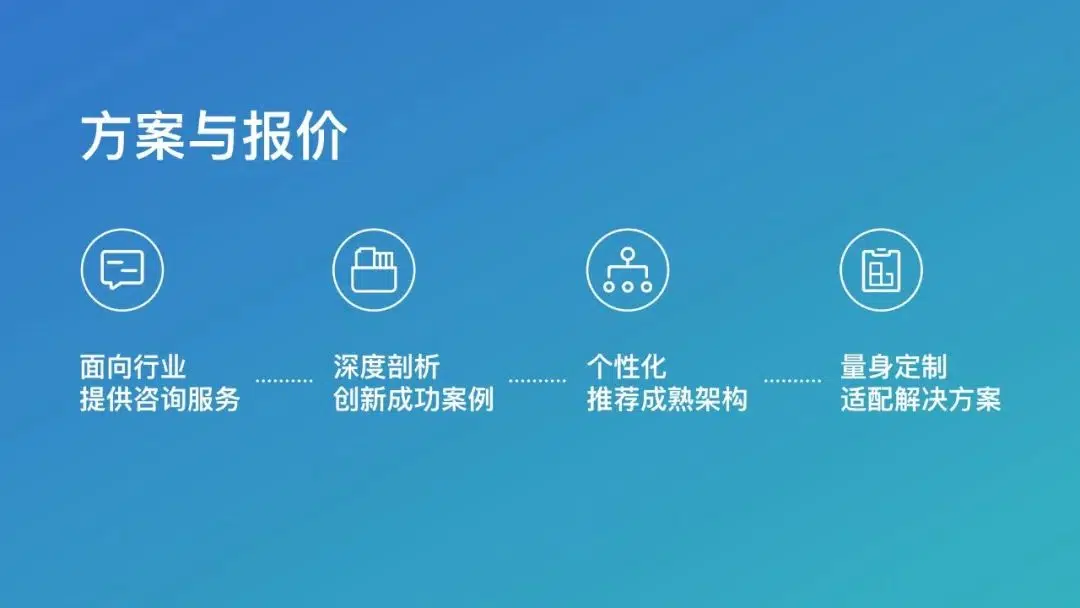 方案与报价
面向行业
提供咨询服务
深度剖析
创新成功案例
个性化
推荐成熟架构
量身定制
适配解决方案